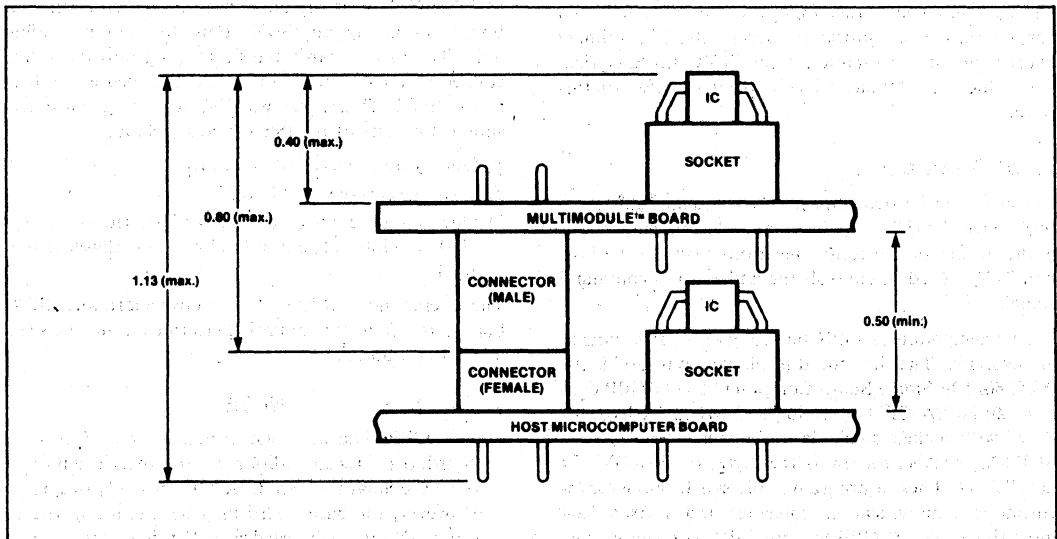 IC
0.40 (max.)
SOCKET
0.80 (max.)
MULTIMODULE™ BOARD
1.13 (max.)
CONNECTOR
(MALE)
IC
0.50 (min.)
CONNECTOR
(FEMALE)
SOCKET
HOST MICROCOMPUTER BOARD